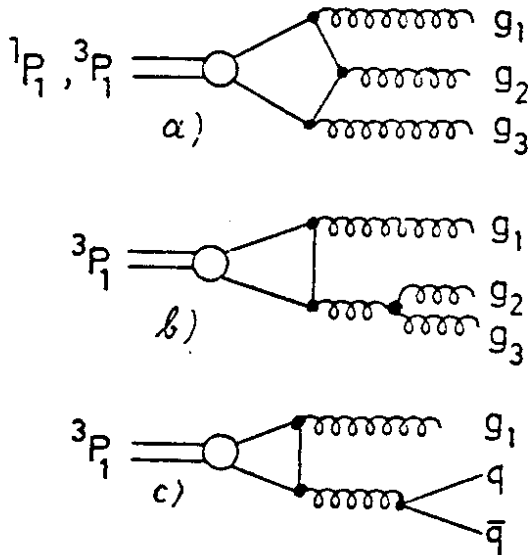 ¹P₁ , ³P₁
g₁
g₂
g₃
a)
³P₁
g₁
g₂
g₃
b)
³P₁
g₁
q
q̄
c)